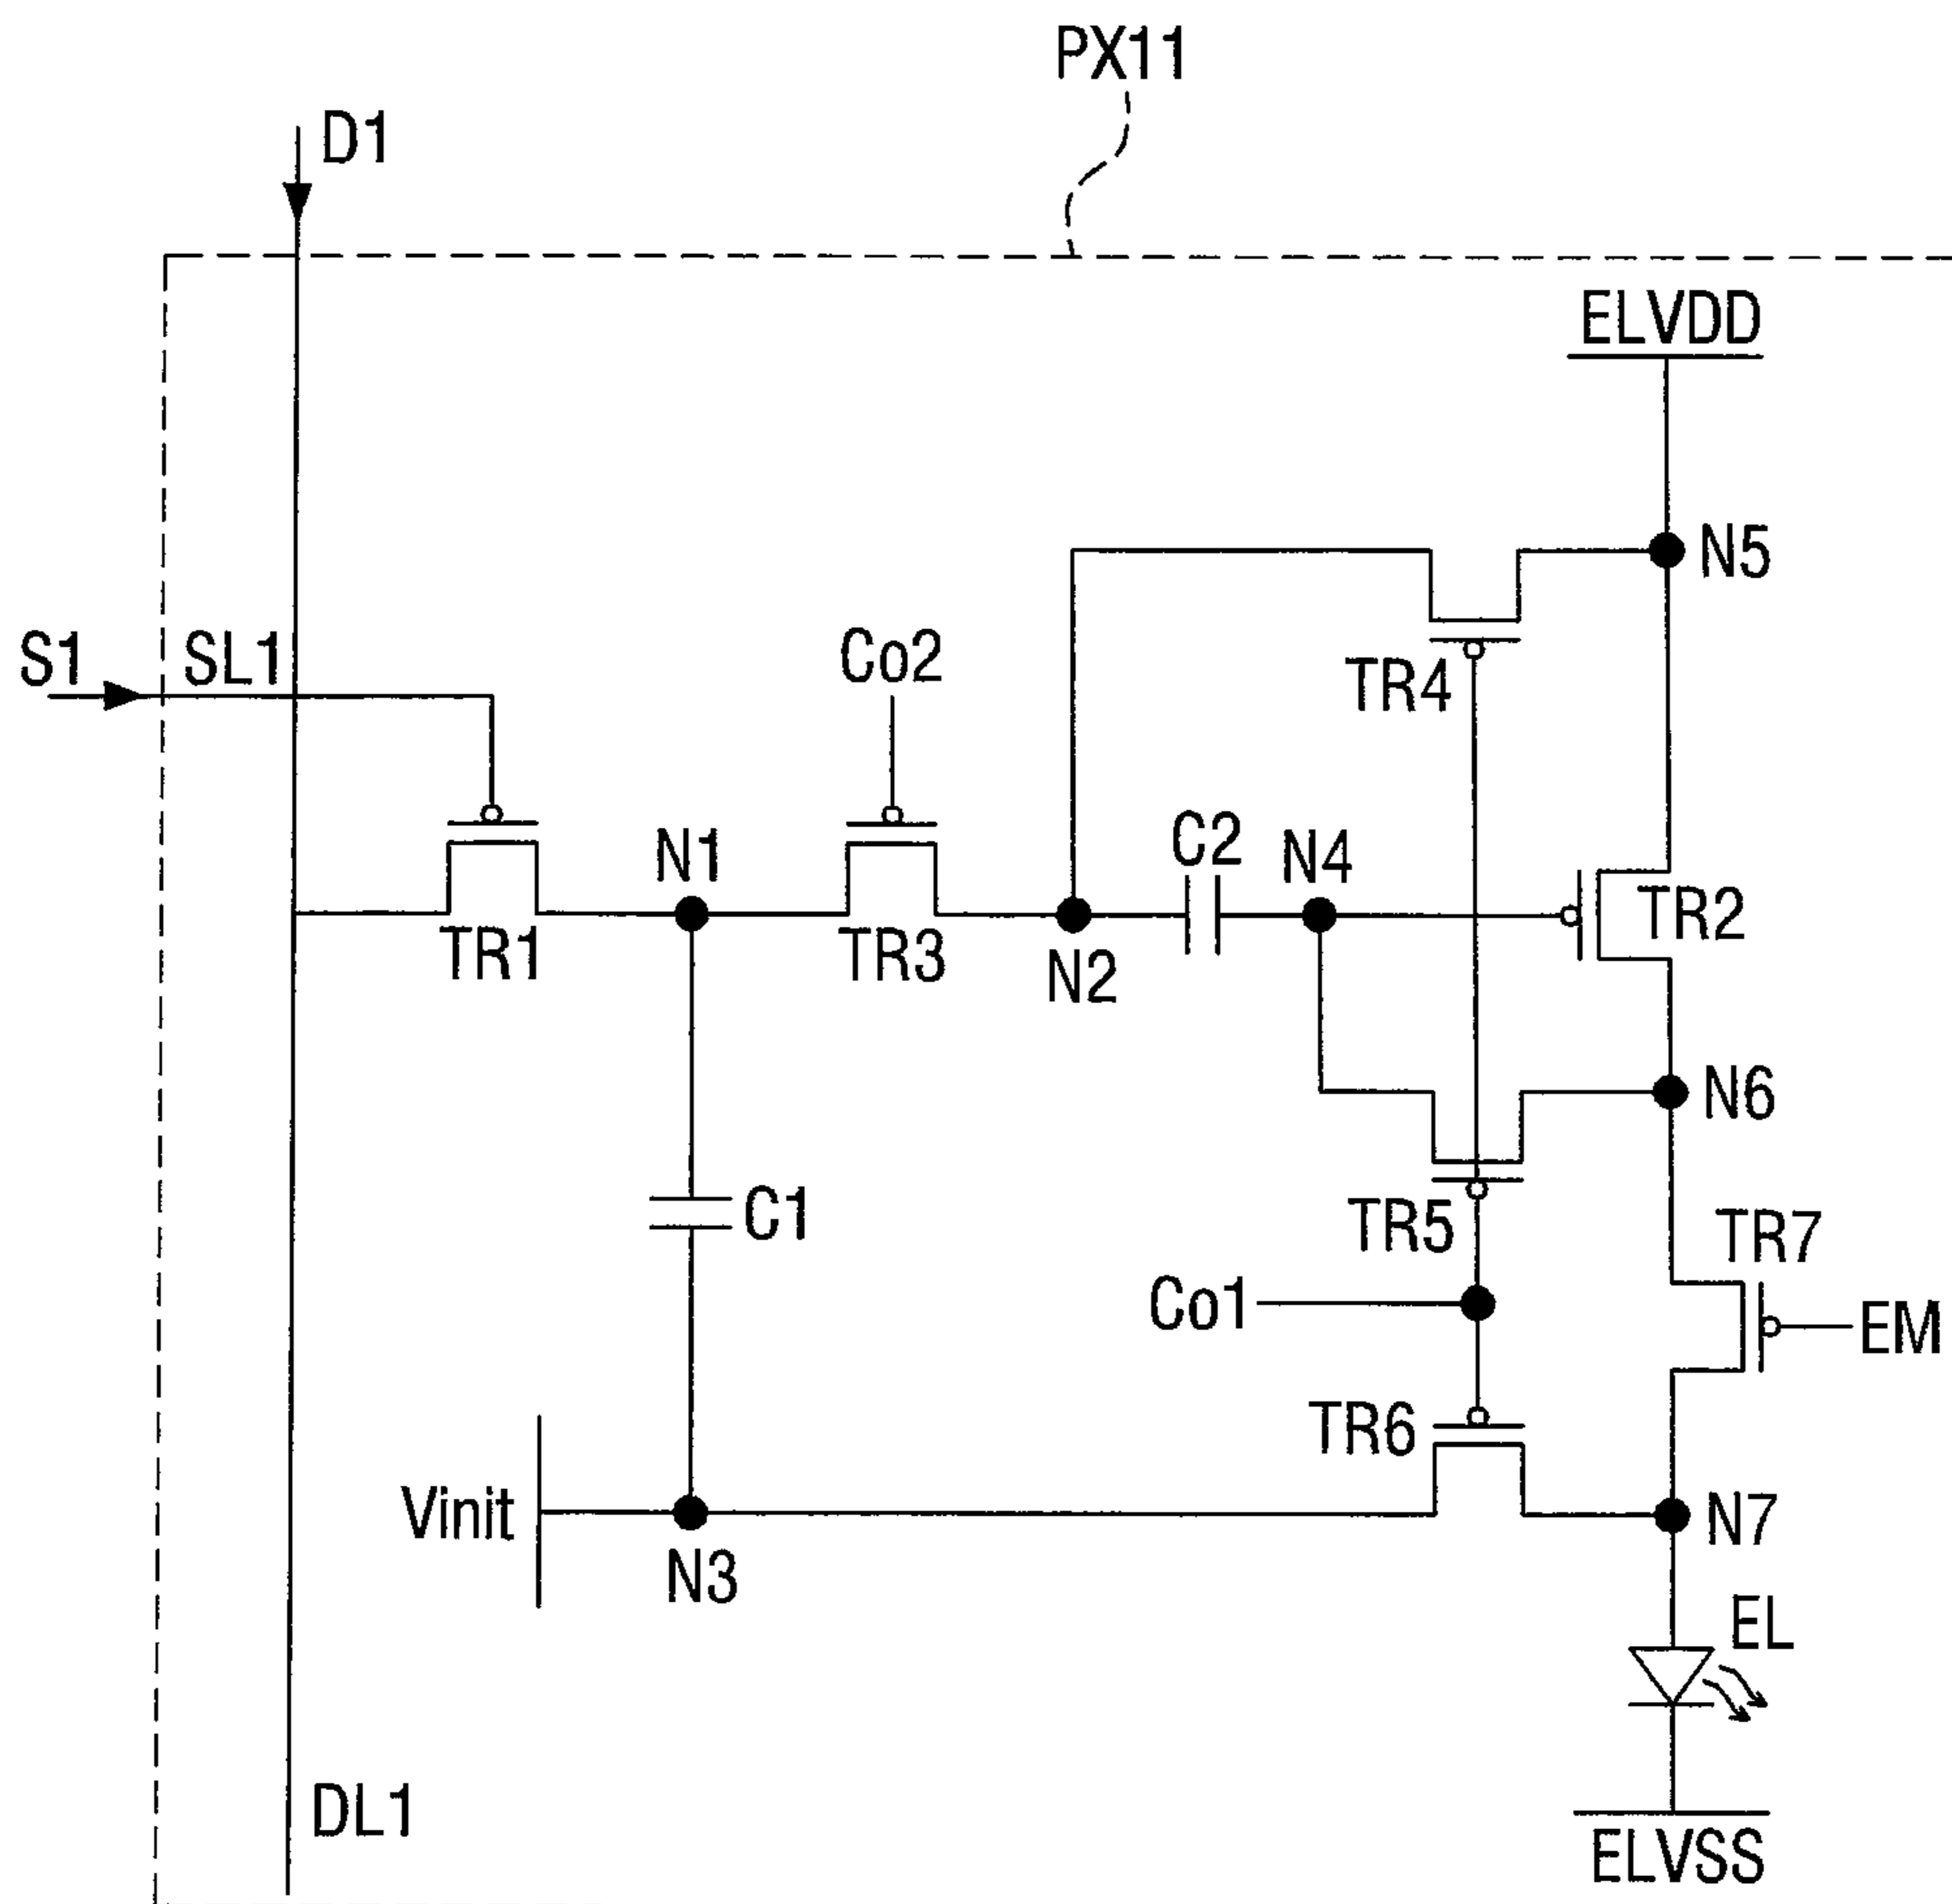 PX11
D1
ELVDD
N5
S1
SL1
Co2
TR4
N1
C2
N4
TR2
TR1
TR3
N2
N6
C1
TR5
TR7
Co1
EM
TR6
Vinit
N7
N3
EL
DL1
ELVSS